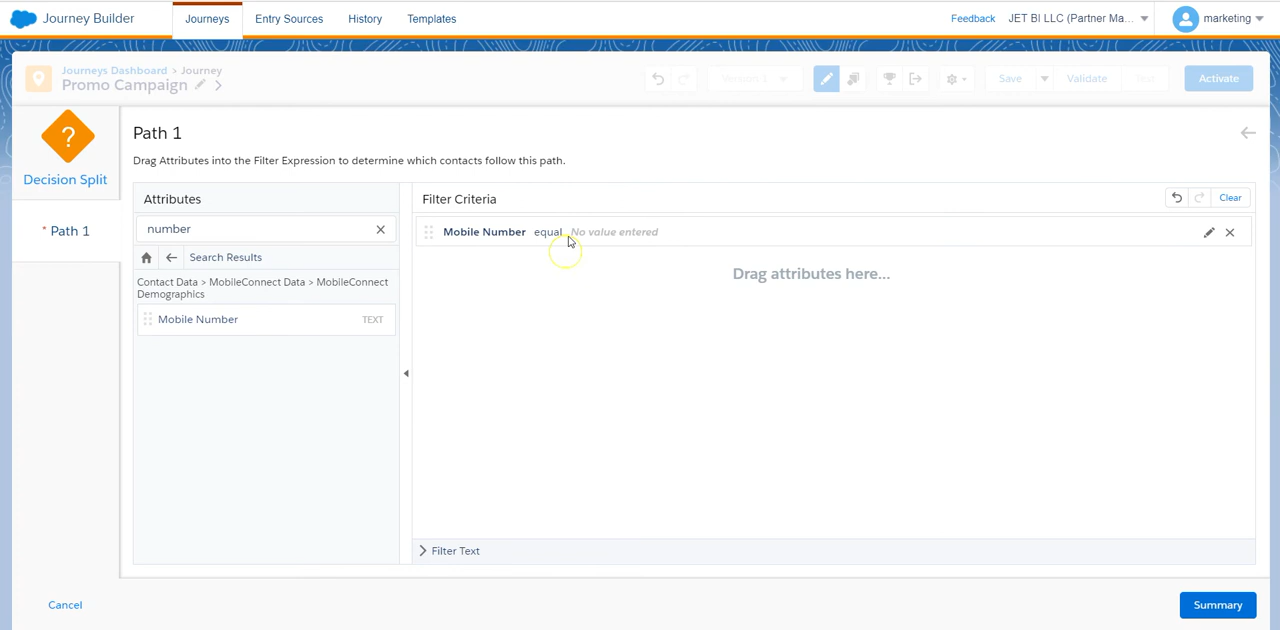 Journey Builder
Journeys
Entry Sources
History
Templates
Feedback
JET BI LLC (Partner Ma...
marketing
Journeys Dashboard > Journey
Promo Campaign
Version 1
Save
Validate
Test
Activate
?
Decision Split
* Path 1
Path 1
Drag Attributes into the Filter Expression to determine which contacts follow this path.
Attributes
number
Search Results
Contact Data > MobileConnect Data > MobileConnect
Demographics
Mobile Number TEXT
Filter Criteria
Clear
Mobile Number equal No value entered
Drag attributes here...
Filter Text
Cancel
Summary